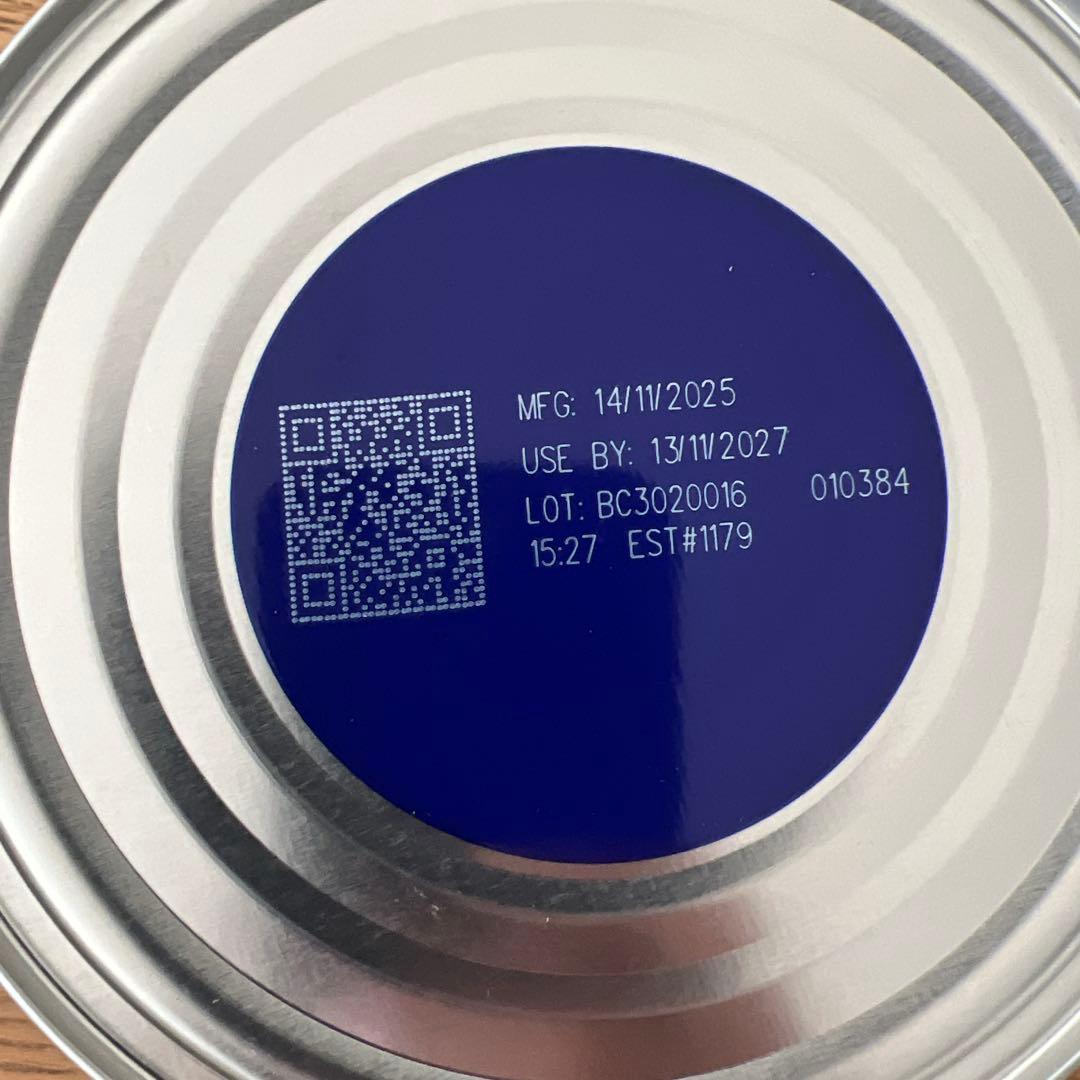 MFG: 14/11/2025
USE BY: 13/11/2027
LOT: BC3020016 010384
15:27 EST#1179